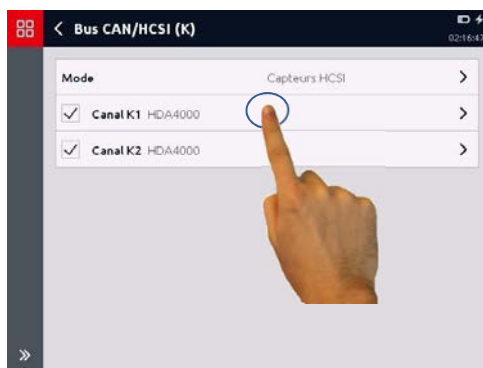 Bus CAN/HCSI (K)
02:16:47
Mode Capteurs HCSI
Canal K1 HDA4000
Canal K2 HDA4000